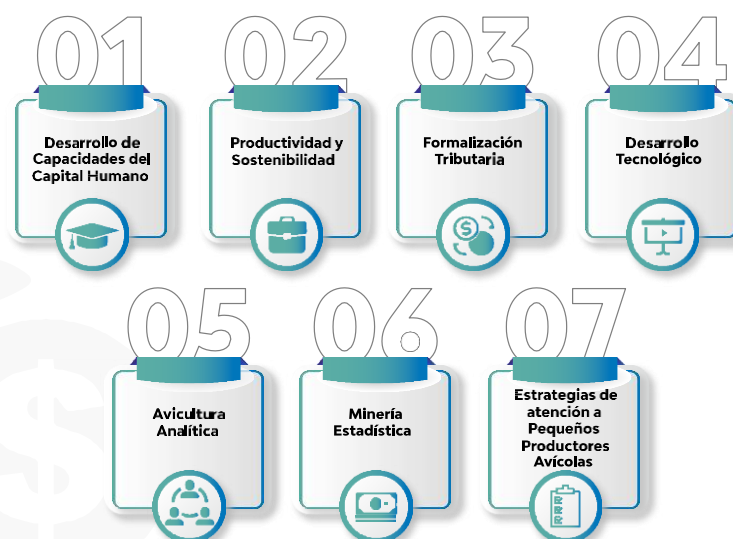 01
02
03
04
Desarrollo de
Capacidades del
Capital Humano
Productividad y
Sostenibilidad
Formalización
Tributaria
Desarrollo
Tecnológico
05
06
07
Avicultura
Analítica
Minería
Estadística
Estrategias de
atención a
Pequeños
Productores
Avícolas